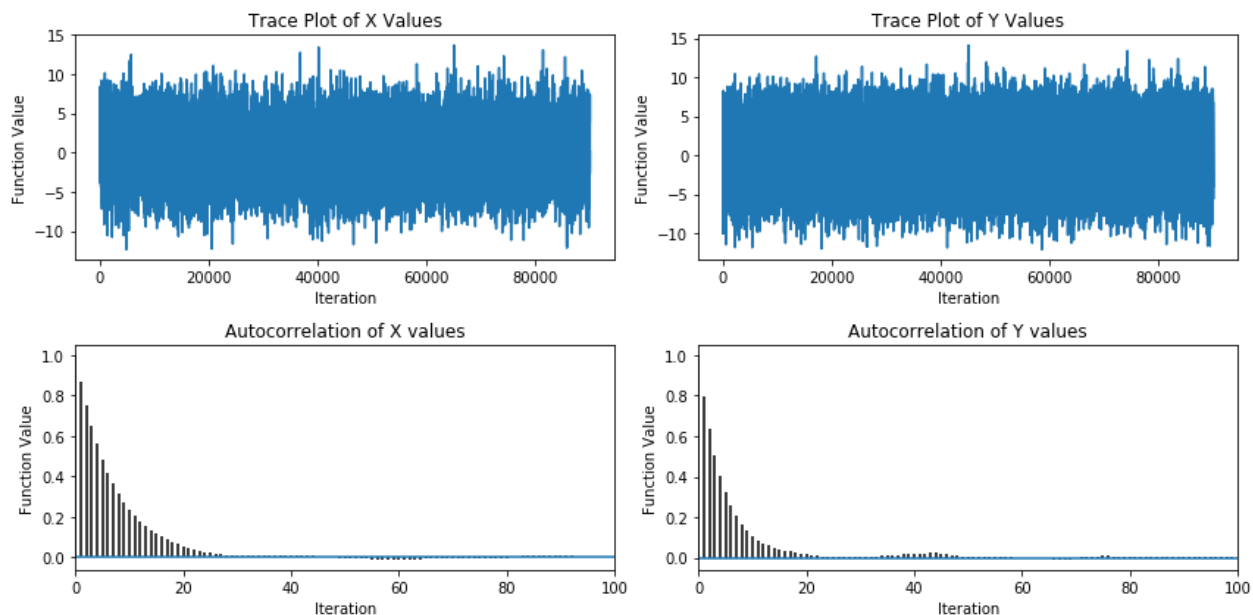 Trace Plot of X Values
Function Value
15
10
5
0
−5
−10
0 20000 40000 60000 80000
Iteration
Trace Plot of Y Values
Function Value
15
10
5
0
−5
−10
0 20000 40000 60000 80000
Iteration
Autocorrelation of X values
Function Value
1.0
0.8
0.6
0.4
0.2
0.0
0 20 40 60 80 100
Iteration
Autocorrelation of Y values
Function Value
1.0
0.8
0.6
0.4
0.2
0.0
0 20 40 60 80 100
Iteration